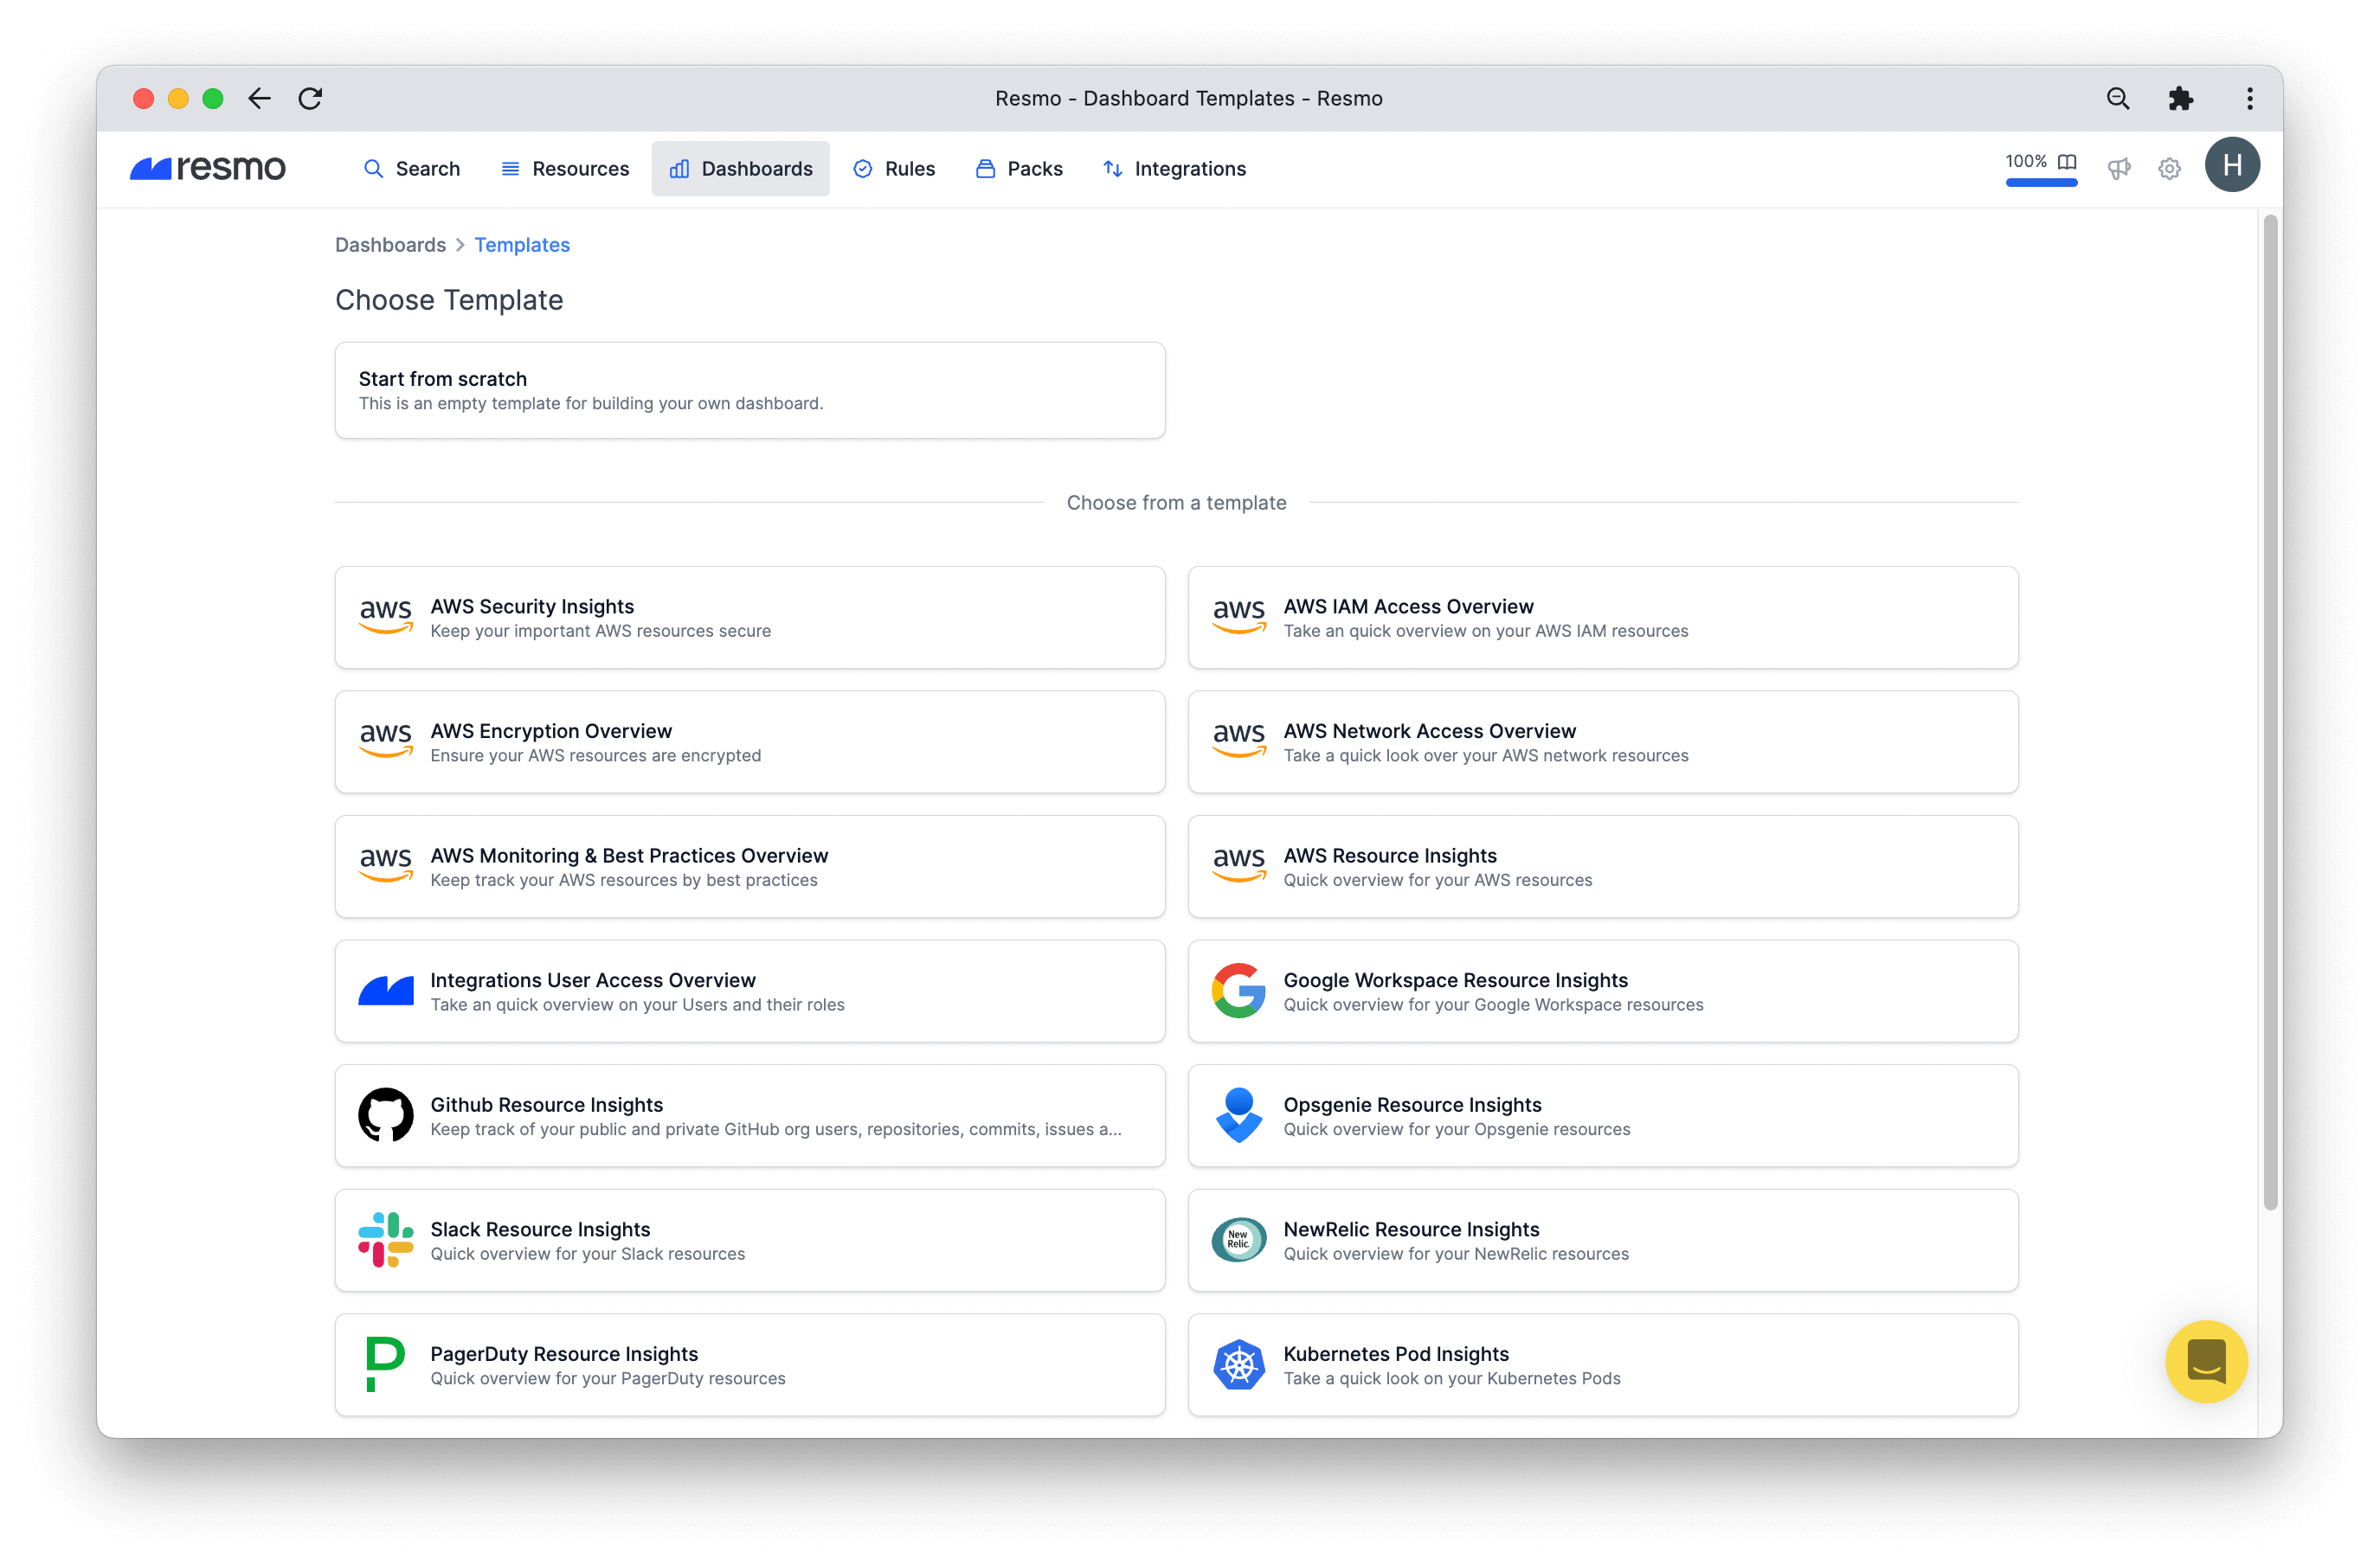 Resmo - Dashboard Templates - Resmo
resmo
Search
Resources
Dashboards
Rules
Packs
Integrations
100%
H
Dashboards > Templates
Choose Template
Start from scratch
This is an empty template for building your own dashboard.
Choose from a template
aws
AWS Security Insights
Keep your important AWS resources secure
aws
AWS IAM Access Overview
Take an quick overview on your AWS IAM resources
aws
AWS Encryption Overview
Ensure your AWS resources are encrypted
aws
AWS Network Access Overview
Take a quick look over your AWS network resources
aws
AWS Monitoring & Best Practices Overview
Keep track your AWS resources by best practices
aws
AWS Resource Insights
Quick overview for your AWS resources
Integrations User Access Overview
Take an quick overview on your Users and their roles
Google Workspace Resource Insights
Quick overview for your Google Workspace resources
Github Resource Insights
Keep track of your public and private GitHub org users, repositories, commits, issues a...
Opsgenie Resource Insights
Quick overview for your Opsgenie resources
Slack Resource Insights
Quick overview for your Slack resources
New
Relic.
NewRelic Resource Insights
Quick overview for your NewRelic resources
PagerDuty Resource Insights
Quick overview for your PagerDuty resources
Kubernetes Pod Insights
Take a quick look on your Kubernetes Pods